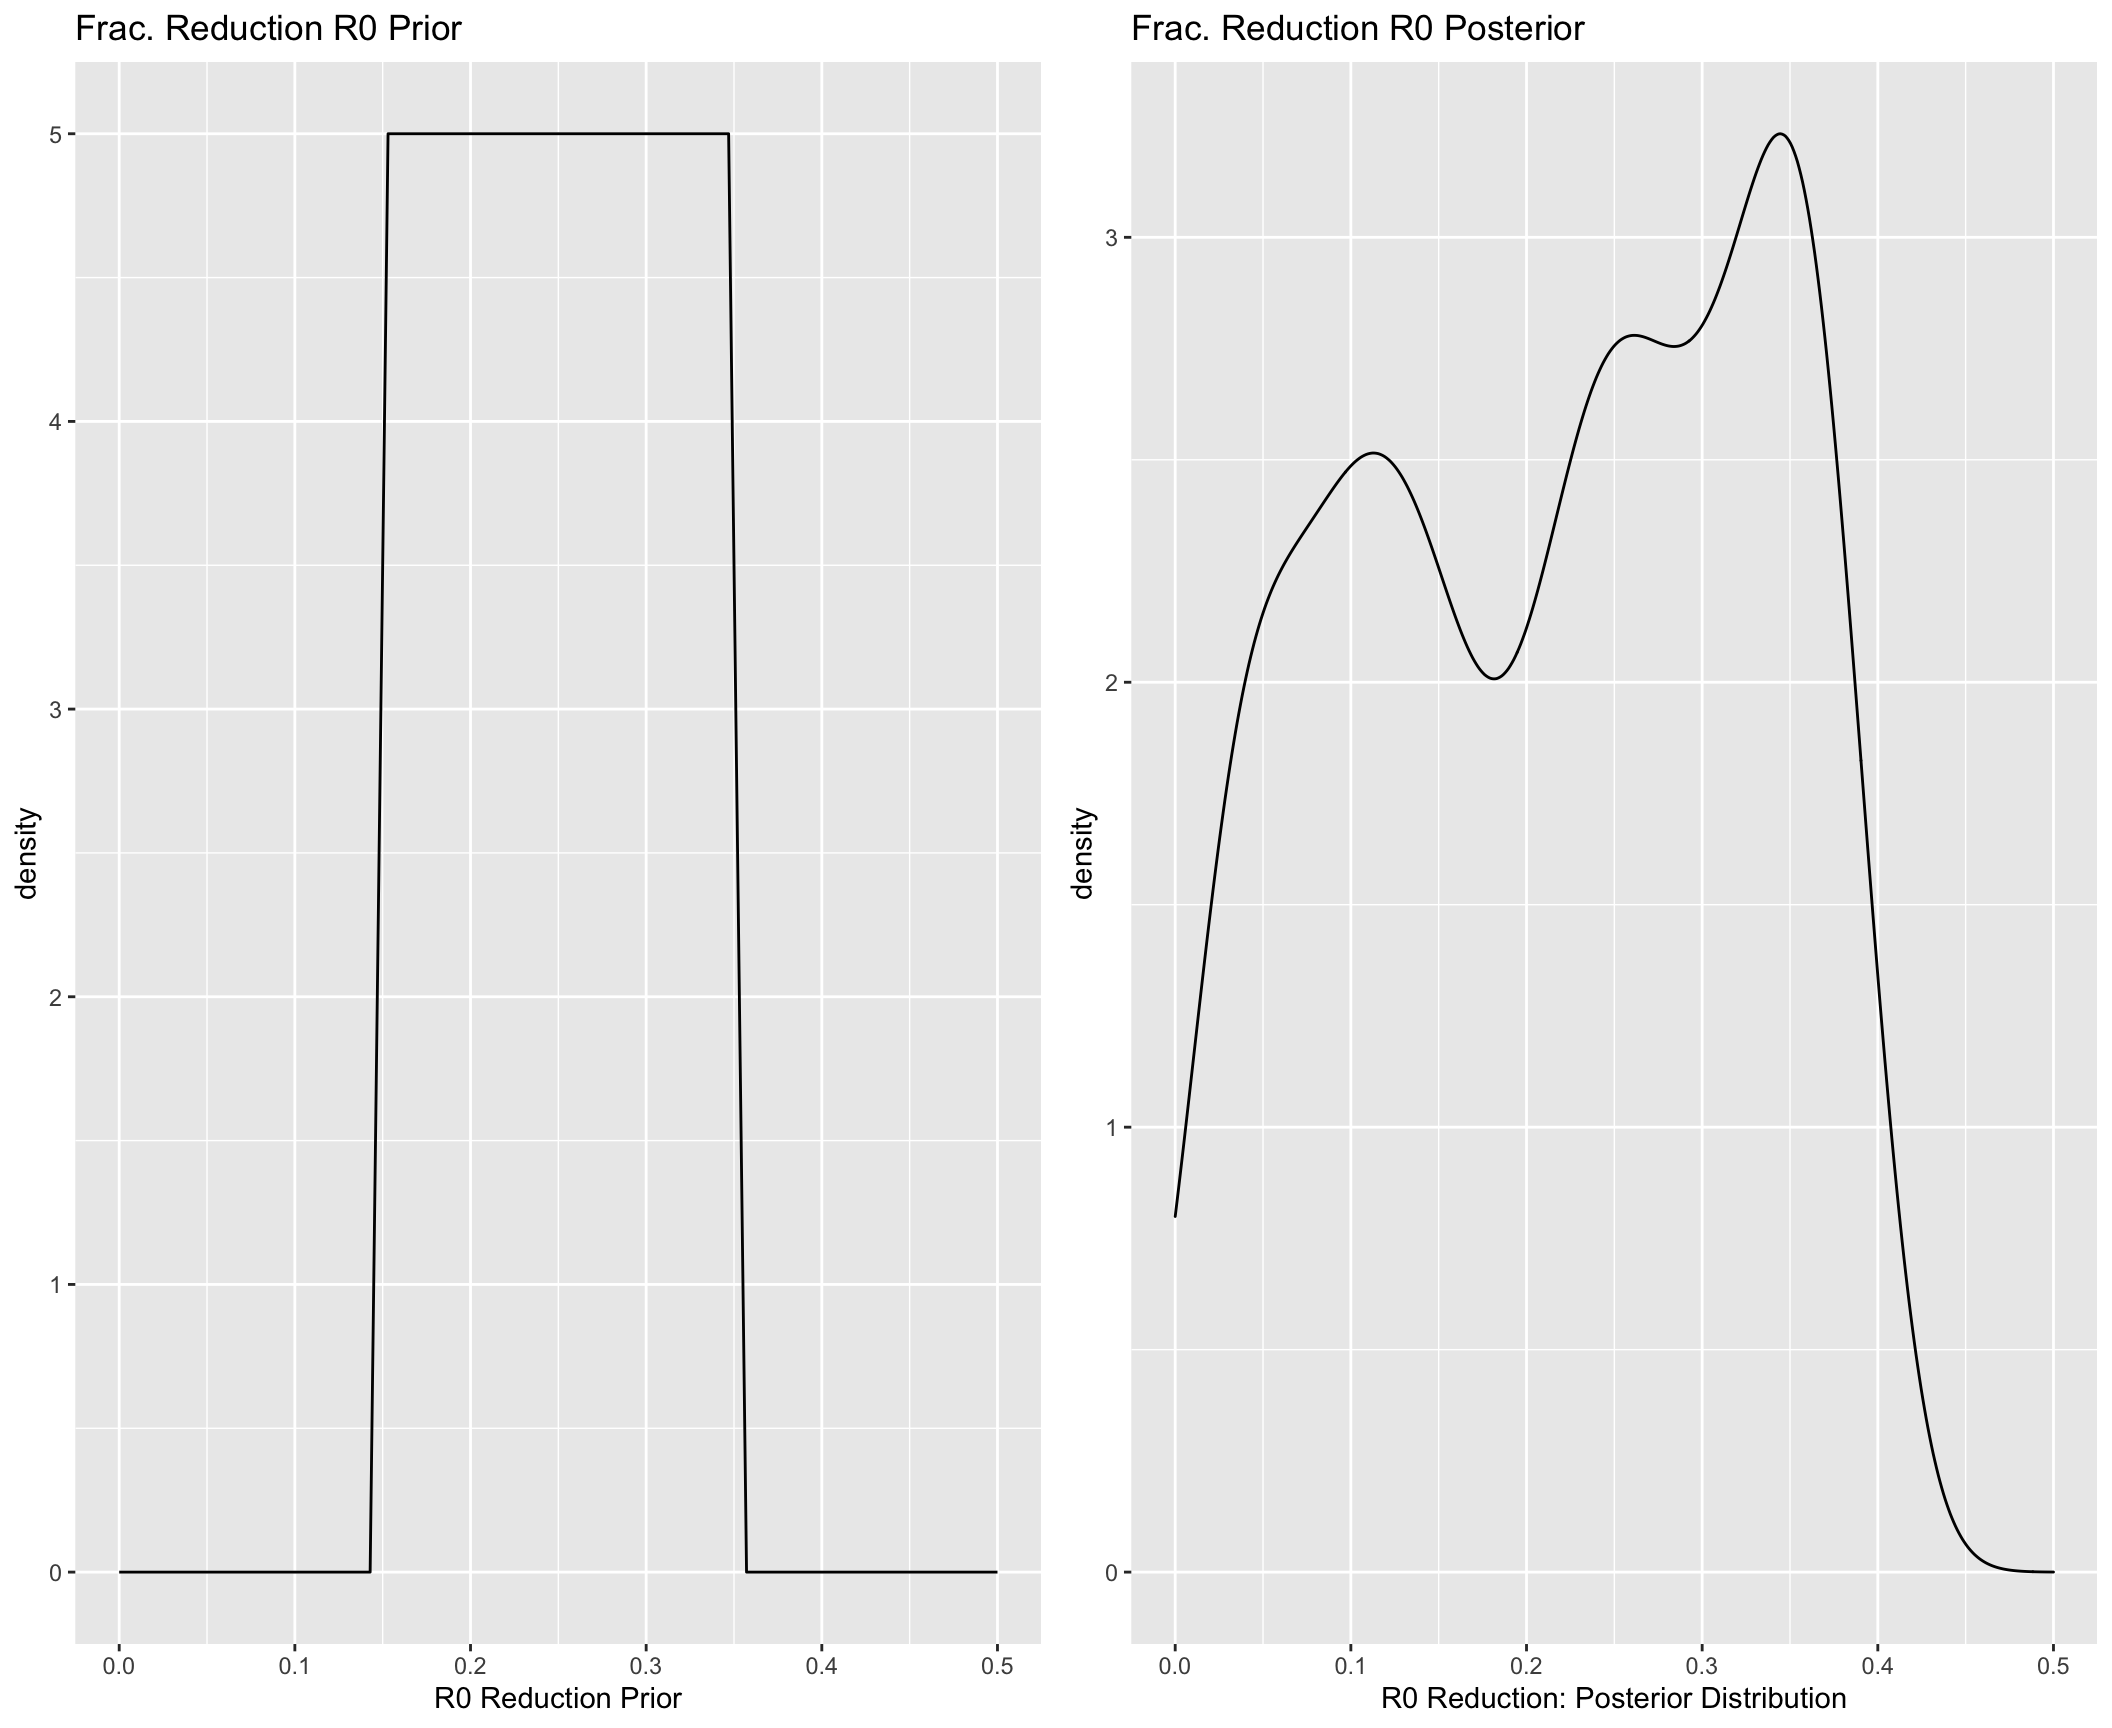 Frac. Reduction R0 Prior
density
5
4
3
2
1
0
0.0 0.1 0.2 0.3 0.4 0.5
R0 Reduction Prior
Frac. Reduction R0 Posterior
density
3
2
1
0
0.0 0.1 0.2 0.3 0.4 0.5
R0 Reduction: Posterior Distribution